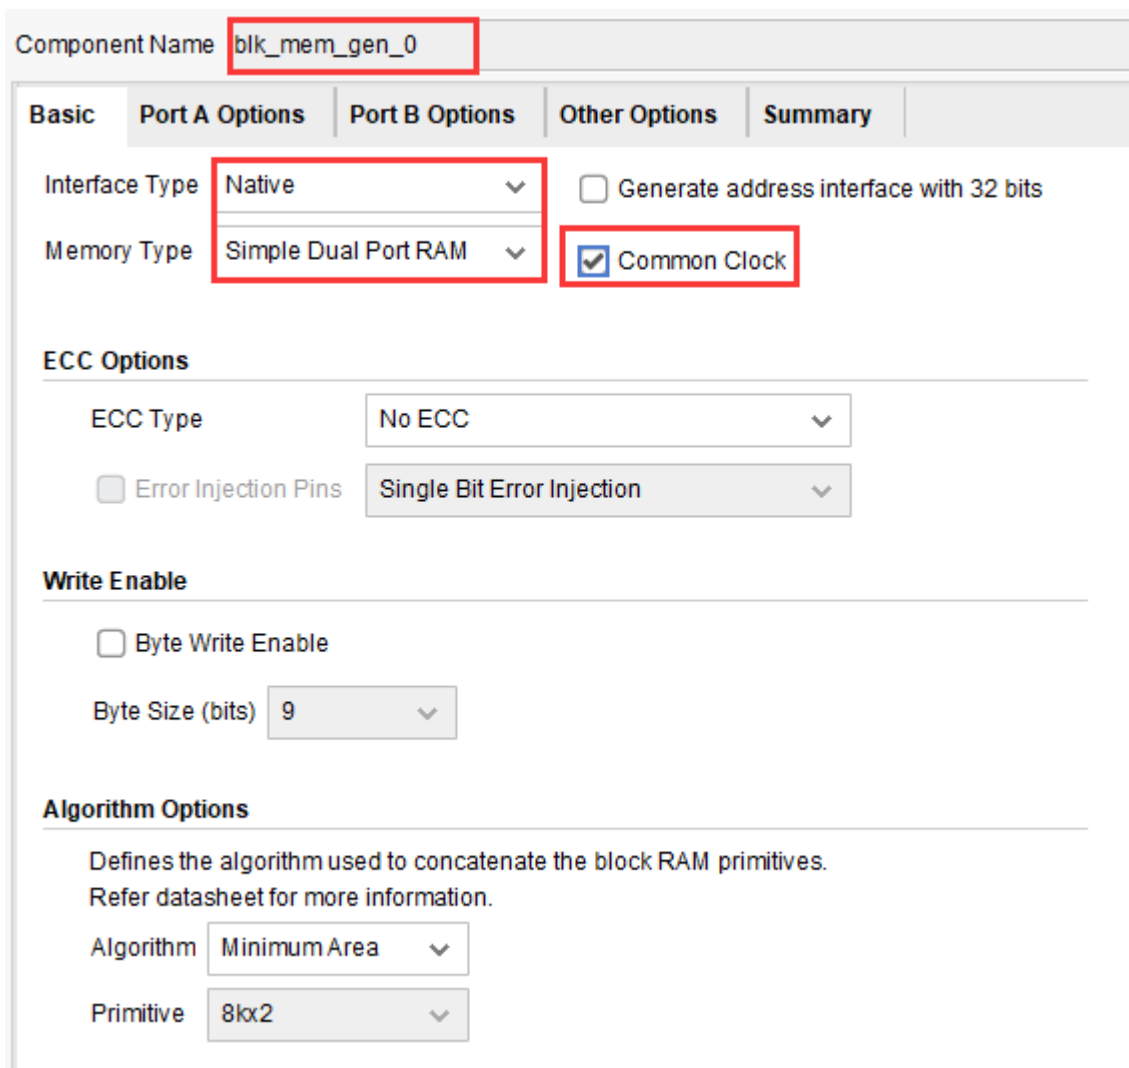 Component Name blk_mem_gen_0
Basic Port A Options Port B Options Other Options Summary
Interface Type Native Generate address interface with 32 bits
Memory Type Simple Dual Port RAM Common Clock
ECC Options
ECC Type No ECC
Error Injection Pins Single Bit Error Injection
Write Enable
Byte Write Enable
Byte Size (bits) 9
Algorithm Options
Defines the algorithm used to concatenate the block RAM primitives.
Refer datasheet for more information.
Algorithm Minimum Area
Primitive 8kx2